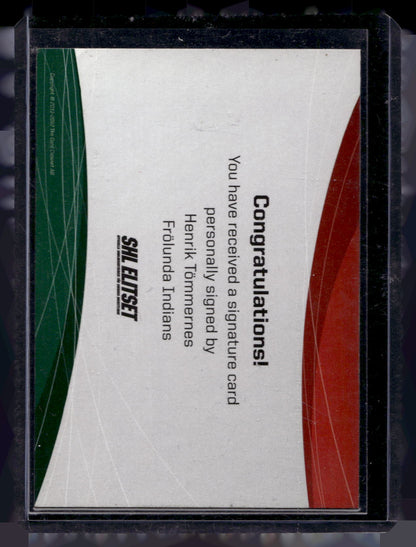 Congratulations!
You have received a signature card
personally signed by
Henrik Tömmernes
Frölunda Indians
SHL ELITSET